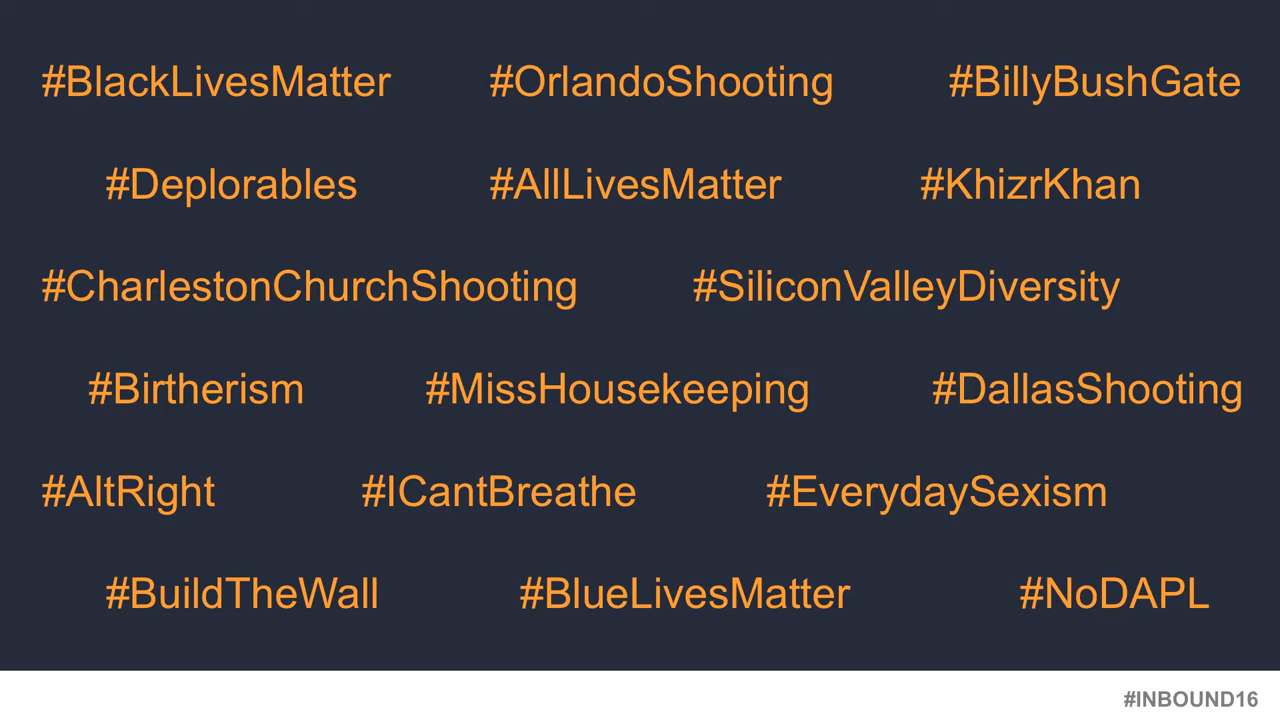 #BlackLivesMatter #OrlandoShooting #BillyBushGate
#Deplorables #AllLivesMatter #KhizrKhan
#CharlestonChurchShooting #SiliconValleyDiversity
#Birtherism #MissHousekeeping #DallasShooting
#AltRight #ICantBreathe #EverydaySexism
#BuildTheWall #BlueLivesMatter #NoDAPL
#INBOUND16